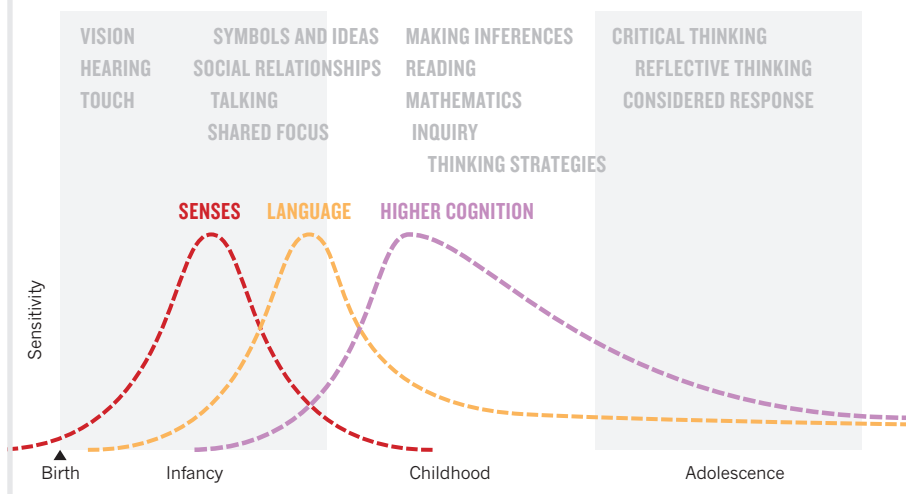 VISION
HEARING
TOUCH
SYMBOLS AND IDEAS
SOCIAL RELATIONSHIPS
TALKING
SHARED FOCUS
MAKING INFERENCES
READING
MATHEMATICS
INQUIRY
THINKING STRATEGIES
CRITICAL THINKING
REFLECTIVE THINKING
CONSIDERED RESPONSE
SENSES
LANGUAGE
HIGHER COGNITION
Sensitivity
Birth
Infancy
Childhood
Adolescence